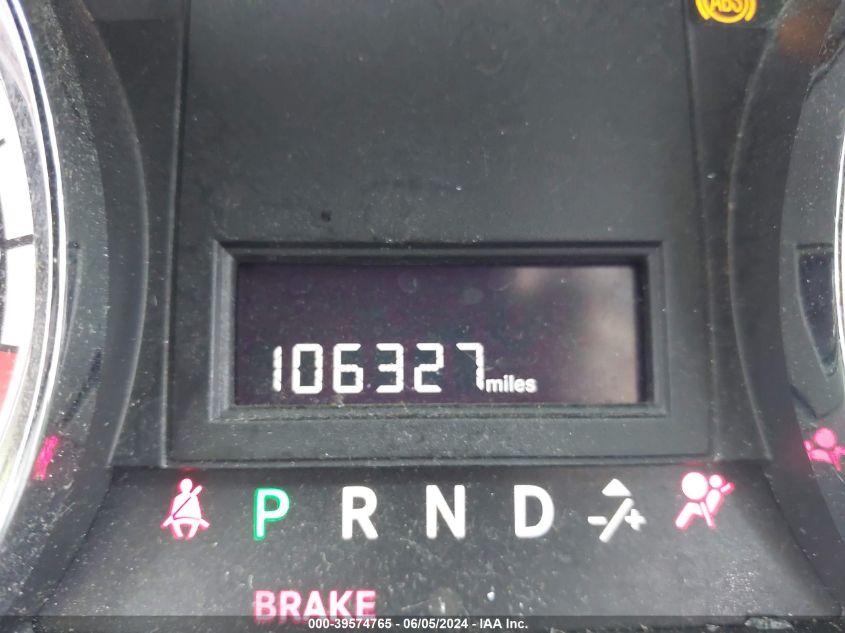 ABS
106327 miles
P R N D -/+
BRAKE
000-39574765 - 06/05/2024 - IAA Inc.